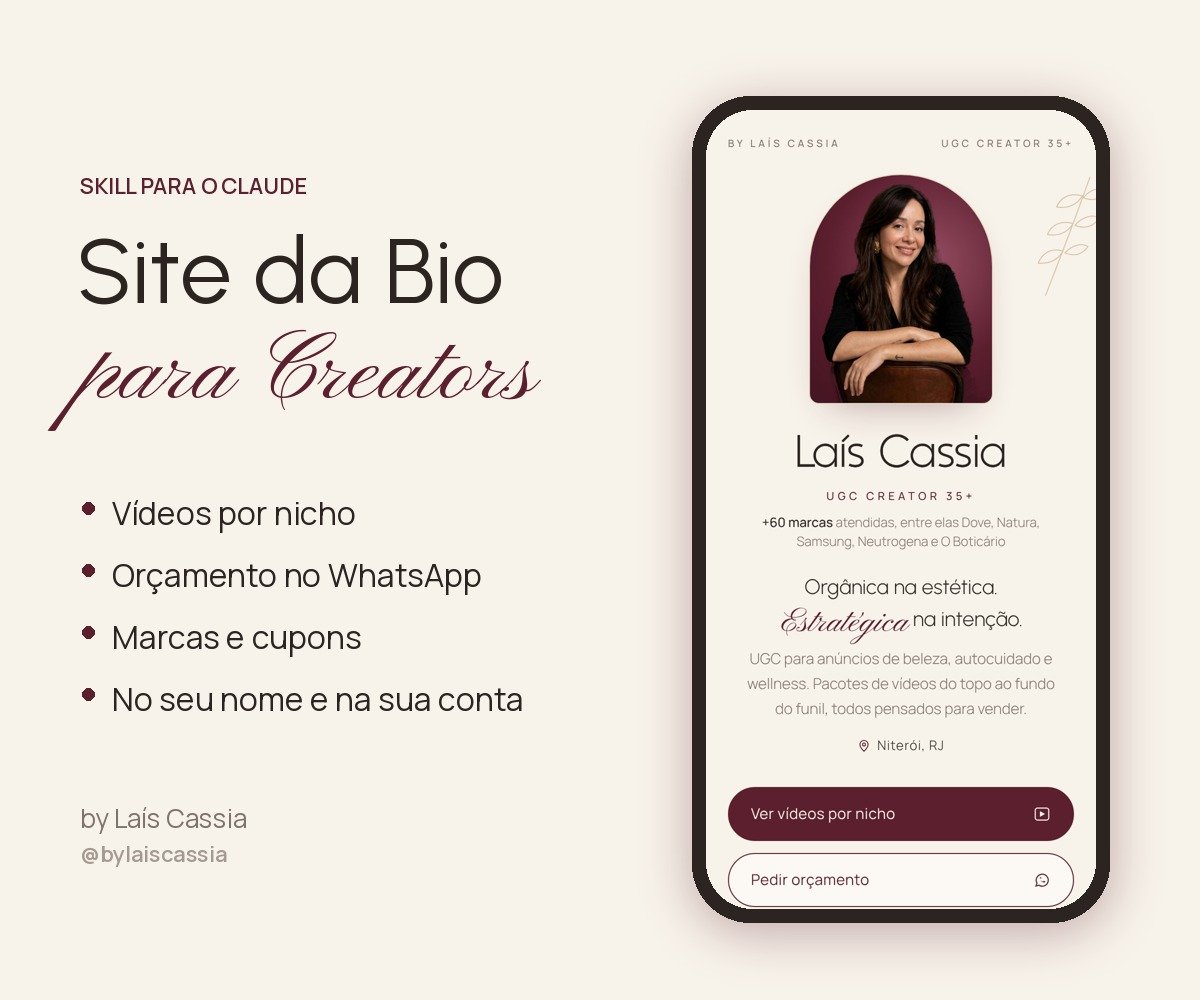 SKILL PARA O CLAUDE
Site da Bio
para Creators
Vídeos por nicho
Orçamento no WhatsApp
Marcas e cupons
No seu nome e na sua conta
by Laís Cassia
@bylaiscassia
BY LAÍS CASSIA
UGC CREATOR 35+
Laís Cassia
UGC CREATOR 35+
+60 marcas atendidas, entre elas Dove, Natura,
Samsung, Neutrogena e O Boticário
Orgânica na estética.
Estratégica na intenção.
UGC para anúncios de beleza, autocuidado e
wellness. Pacotes de vídeos do topo ao fundo
do funil, todos pensados para vender.
Niterói, RJ
Ver vídeos por nicho
Pedir orçamento